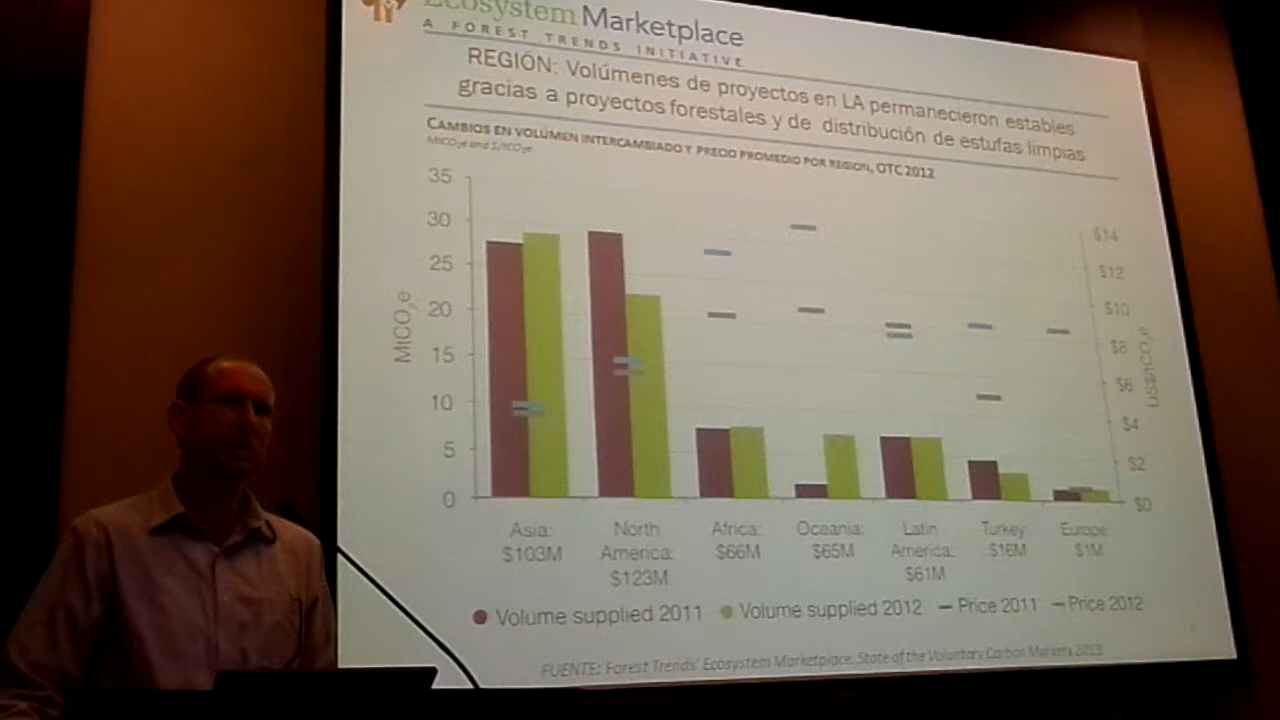 Ecosystem Marketplace
A FOREST TRENDS INITIATIVE
REGIÓN: Volúmenes de proyectos en LA permanecieron estables
gracias a proyectos forestales y de distribución de estufas limpias
CAMBIOS EN VOLUMEN INTERCAMBIADO Y PRECIO PROMEDIO POR REGION, OTC 2012
MtCO₂e and $/tCO₂e
35
30
25
20
15
10
5
0
MtCO₂e
$14
$12
$10
$8
$6
$4
$2
$0
US$/tCO₂e
Asia: $103M
North America: $123M
Africa: $66M
Oceania: $65M
Latin America: $61M
Turkey: $16M
Europe: $1M
Volume supplied 2011 Volume supplied 2012 Price 2011 Price 2012
FUENTE: Forest Trends' Ecosystem Marketplace. State of the Voluntary Carbon Markets 2013